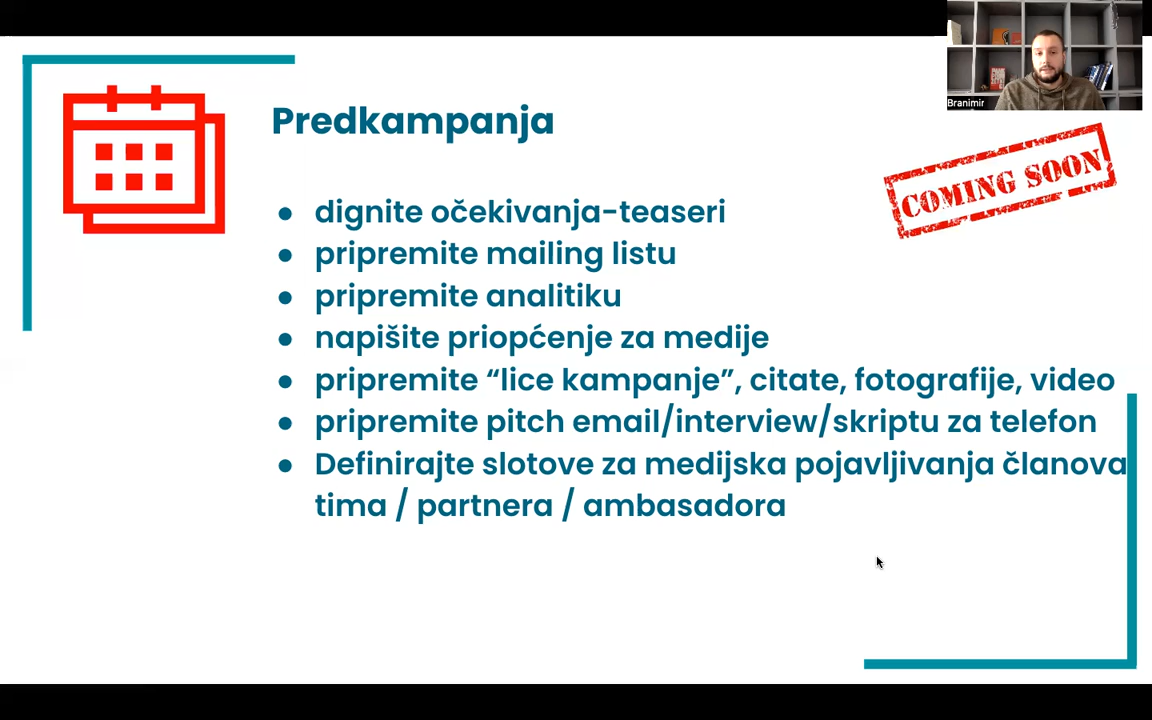 Branimir
Predkampanja
COMING SOON
● dignite očekivanja-teaseri
● pripremite mailing listu
● pripremite analitiku
● napišite priopćenje za medije
● pripremite “lice kampanje”, citate, fotografije, video
● pripremite pitch email/interview/skriptu za telefon
● Definirajte slotove za medijska pojavljivanja članova
tima / partnera / ambasadora